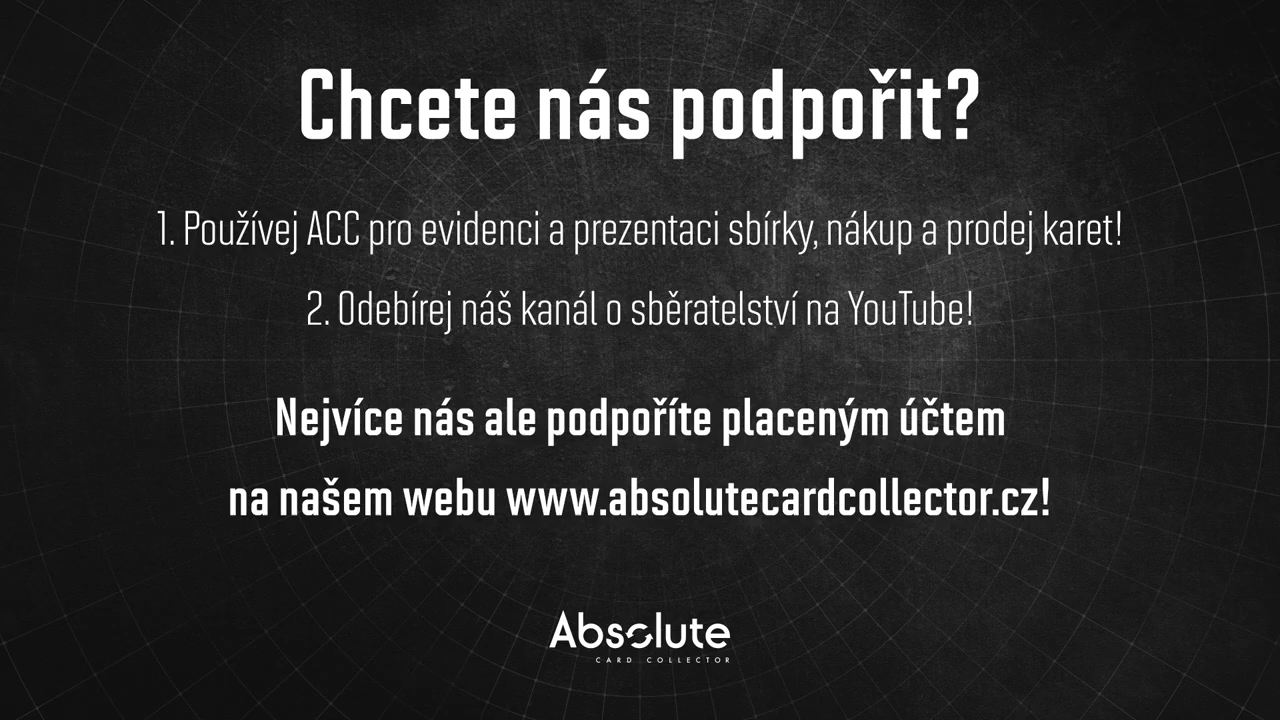 Chcete nás podpořit?
1. Používej ACC pro evidenci a prezentaci sbírky, nákup a prodej karet!
2. Odebírej náš kanál o sběratelství na YouTube!
Nejvíce nás ale podpoříte placeným účtem
na našem webu www.absolutecardcollector.cz!
Absolute
CARD COLLECTOR